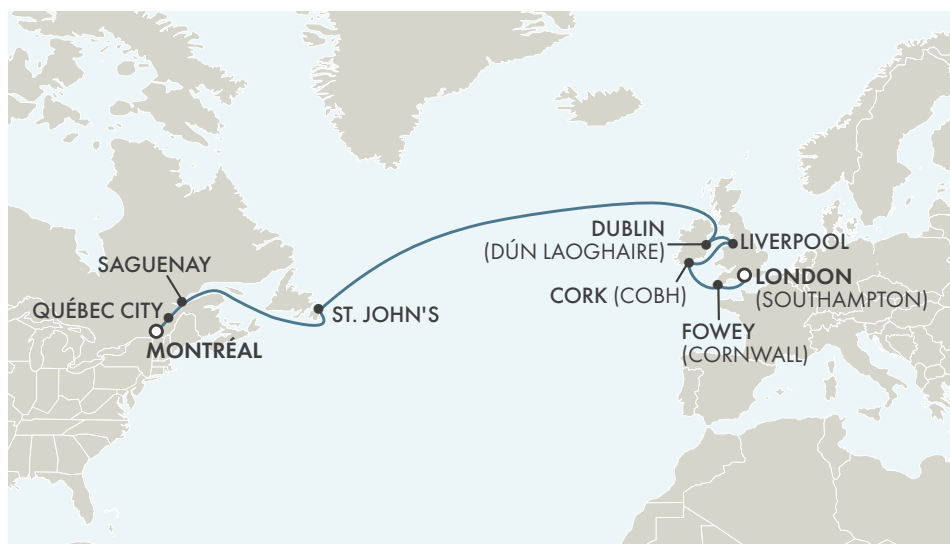 SAGUENAY
QUÉBEC CITY
MONTRÉAL
ST. JOHN'S
DUBLIN
(DÚN LAOGHAIRE)
LIVERPOOL
CORK (COBH)
LONDON
(SOUTHAMPTON)
FOWEY
(CORNWALL)